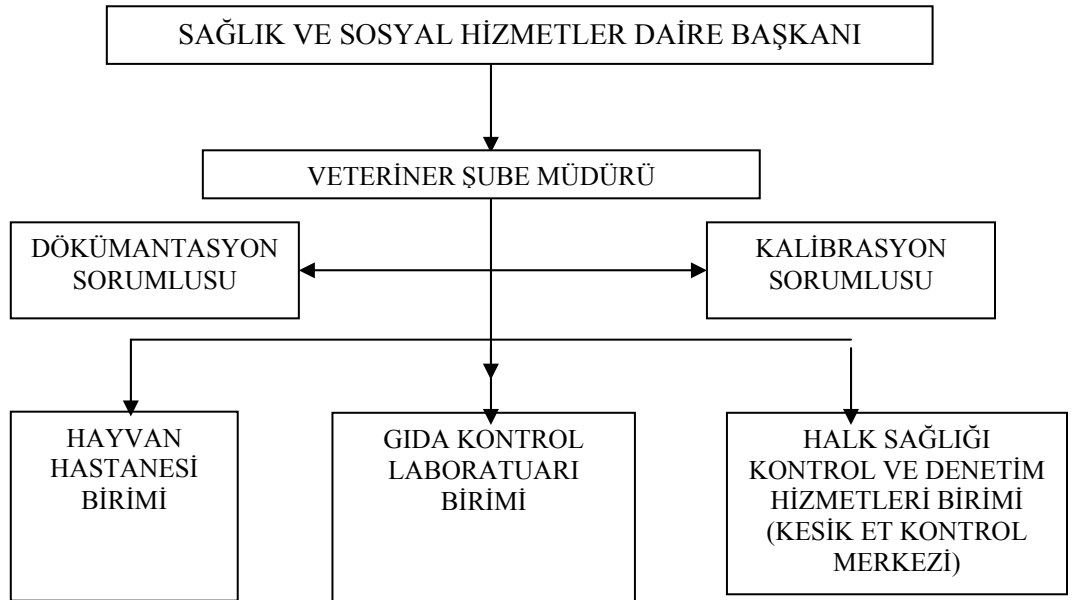 SAĞLIK VE SOSYAL HİZMETLER DAİRE BAŞKANI
VETERİNER ŞUBE MÜDÜRÜ
DÖKÜMANTASYON
SORUMLUSU
KALİBRASYON
SORUMLUSU
HAYVAN
HASTANESİ
BİRİMİ
GIDA KONTROL
LABORATUARI
BİRİMİ
HALK SAĞLIĞI
KONTROL VE DENETİM
HİZMETLERİ BİRİMİ
(KESİK ET KONTROL
MERKEZİ)